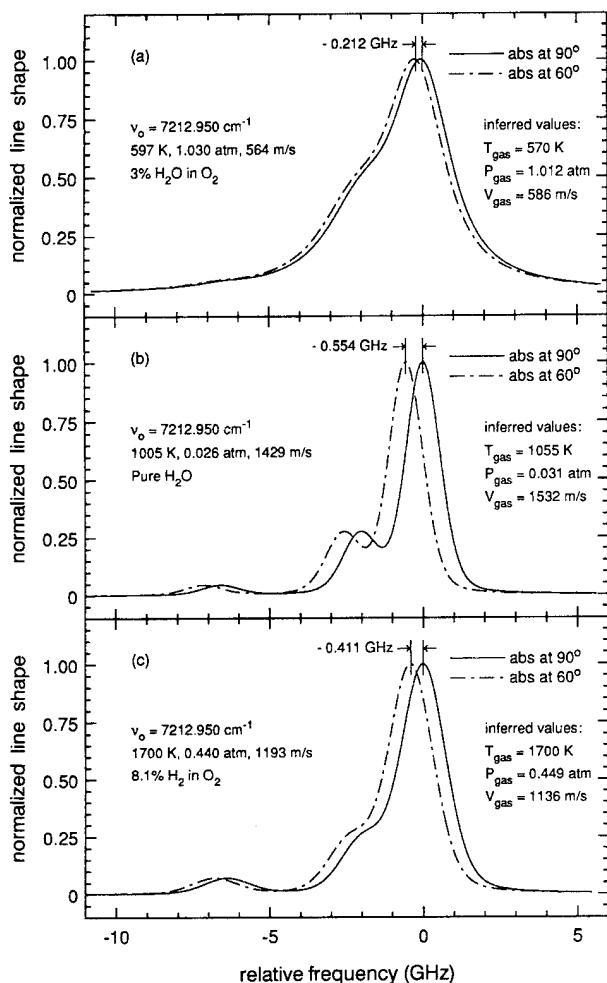 normalized line shape
1.00
0.75
0.50
0.25
0
(a)
- 0.212 GHz
abs at 90°
abs at 60°
ν₀ = 7212.950 cm⁻¹
597 K, 1.030 atm, 564 m/s
3% H₂O in O₂
inferred values:
T_gas = 570 K
P_gas = 1.012 atm
V_gas = 586 m/s
normalized line shape
1.00
0.75
0.50
0.25
0
(b)
- 0.554 GHz
abs at 90°
abs at 60°
ν₀ = 7212.950 cm⁻¹
1005 K, 0.026 atm, 1429 m/s
Pure H₂O
inferred values:
T_gas = 1055 K
P_gas = 0.031 atm
V_gas = 1532 m/s
normalized line shape
1.00
0.75
0.50
0.25
0
(c)
- 0.411 GHz
abs at 90°
abs at 60°
ν₀ = 7212.950 cm⁻¹
1700 K, 0.440 atm, 1193 m/s
8.1% H₂ in O₂
inferred values:
T_gas = 1700 K
P_gas = 0.449 atm
V_gas = 1136 m/s
-10 -5 0 5
relative frequency (GHz)